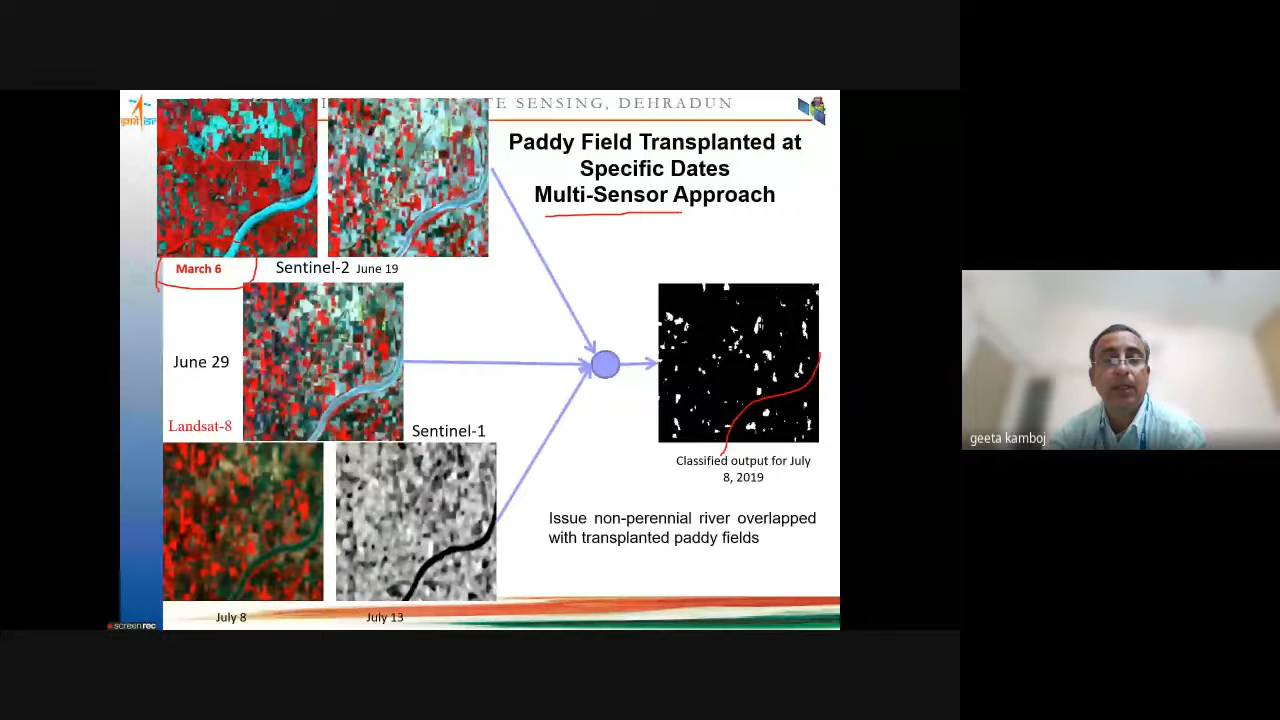 TE SENSING, DEHRADUN
Paddy Field Transplanted at
Specific Dates
Multi-Sensor Approach
March 6
Sentinel-2 June 19
June 29
Landsat-8
Sentinel-1
Classified output for July
8, 2019
Issue non-perennial river overlapped
with transplanted paddy fields
July 8
July 13
screenrec
geeta kamboj